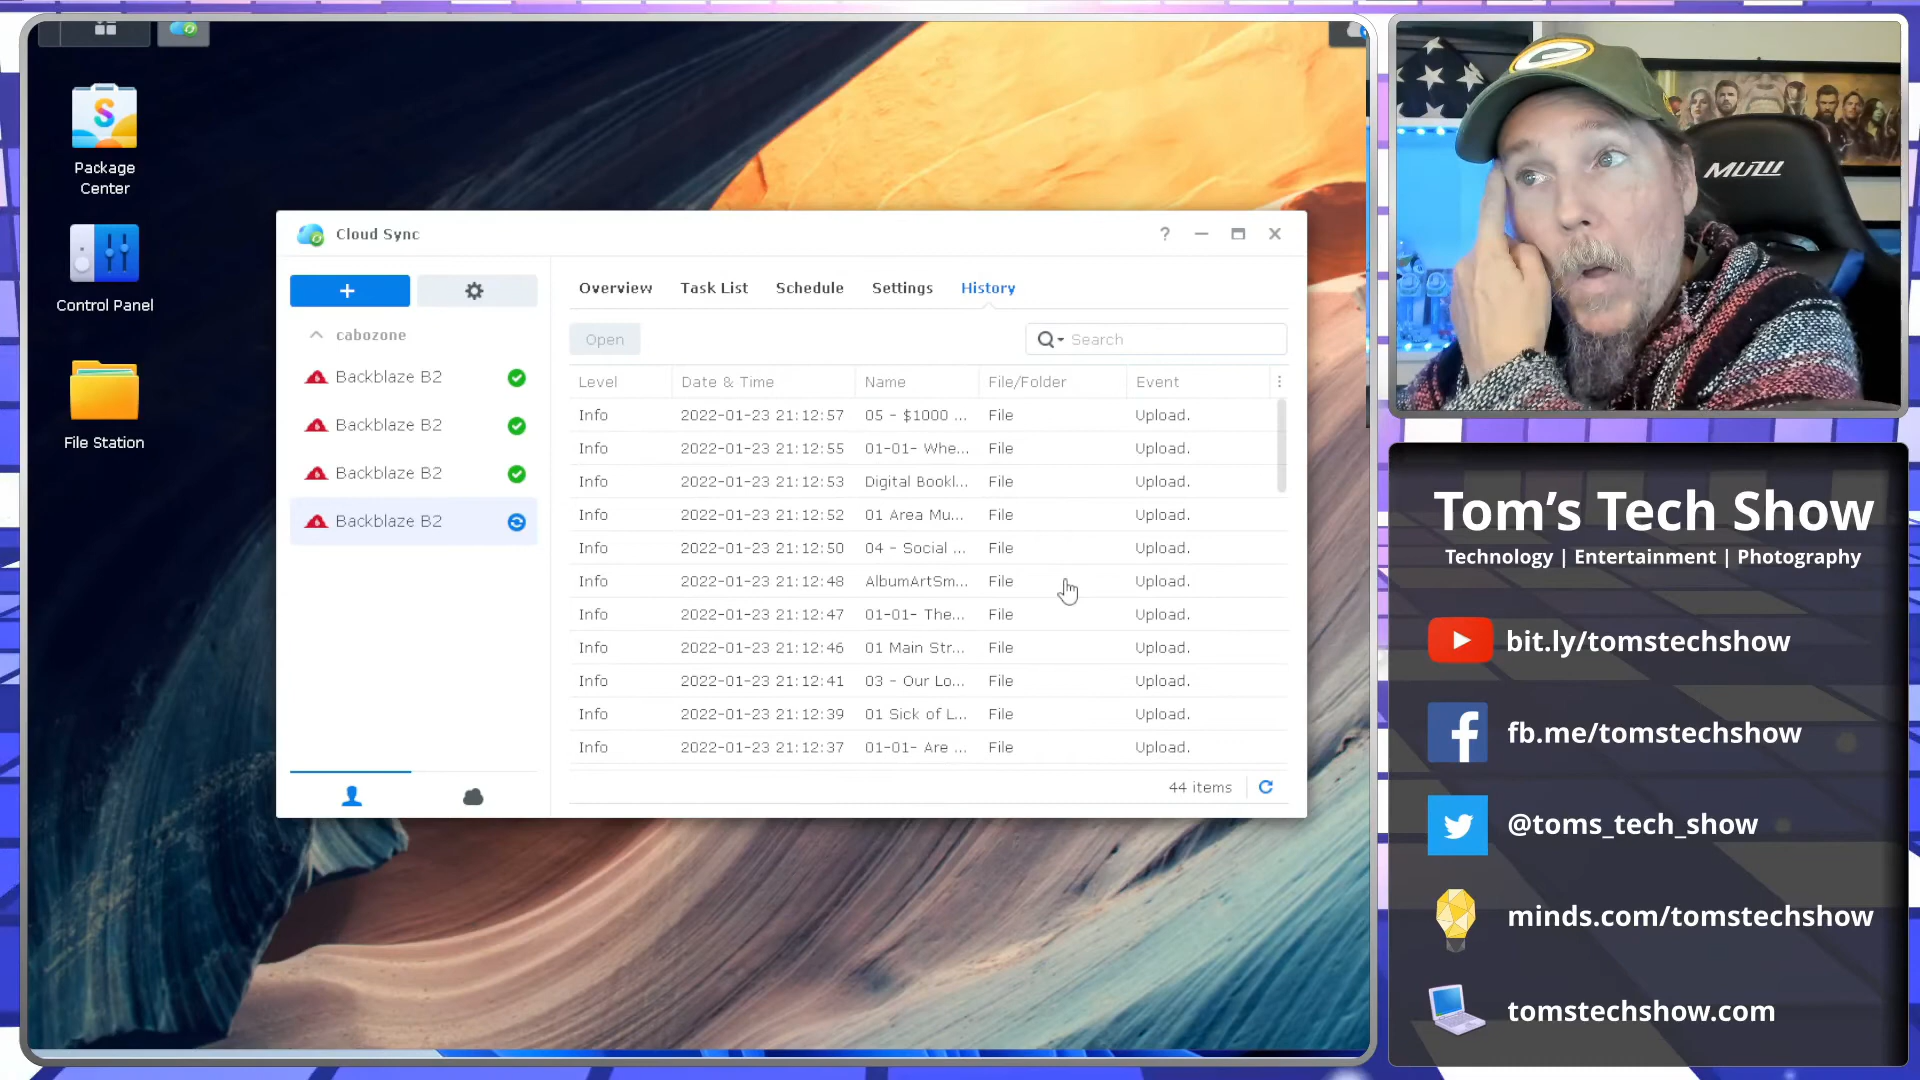 Package
Center
Control Panel
File Station
Cloud Sync
?
+
cabozone
Backblaze B2
Backblaze B2
Backblaze B2
Backblaze B2
Overview Task List Schedule Settings History
Open
Search
Level Date & Time Name File/Folder Event
Info 2022-01-23 21:12:57 05 - $1000 ... File Upload.
Info 2022-01-23 21:12:55 01-01- Whe... File Upload.
Info 2022-01-23 21:12:53 Digital Bookl... File Upload.
Info 2022-01-23 21:12:52 01 Area Mu... File Upload.
Info 2022-01-23 21:12:50 04 - Social ... File Upload.
Info 2022-01-23 21:12:48 AlbumArtSm... File Upload.
Info 2022-01-23 21:12:47 01-01- The... File Upload.
Info 2022-01-23 21:12:46 01 Main Str... File Upload.
Info 2022-01-23 21:12:41 03 - Our Lo... File Upload.
Info 2022-01-23 21:12:39 01 Sick of L... File Upload.
Info 2022-01-23 21:12:37 01-01- Are ... File Upload.
44 items
G
MUZII
Tom's Tech Show
Technology | Entertainment | Photography
bit.ly/tomstechshow
fb.me/tomstechshow
@toms_tech_show
minds.com/tomstechshow
tomstechshow.com